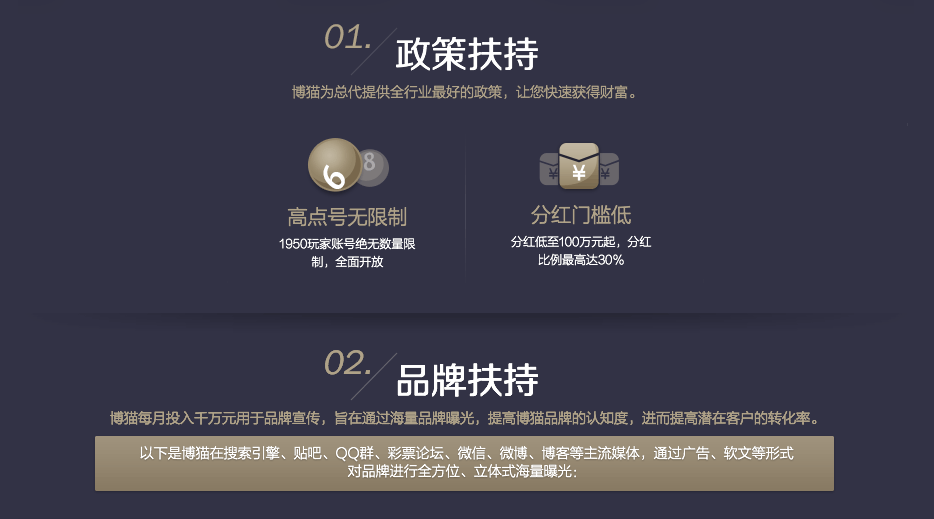 01.
政策扶持
博猫为总代提供全行业最好的政策，让您快速获得财富。
6
8
¥ ¥ ¥
高点号无限制
分红门槛低
1950玩家账号绝无数量限
制，全面开放
分红低至100万元起，分红
比例最高达30%
02.
品牌扶持
博猫每月投入千万元用于品牌宣传，旨在通过海量品牌曝光，提高博猫品牌的认知度，进而提高潜在客户的转化率。
以下是博猫在搜索引擎、贴吧、QQ群、彩票论坛、微信、微博、博客等主流媒体，通过广告、软文等形式
对品牌进行全方位、立体式海量曝光：